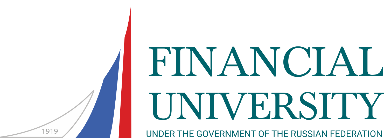 FINANCIAL
UNIVERSITY
UNDER THE GOVERNMENT OF THE RUSSIAN FEDERATION
1919